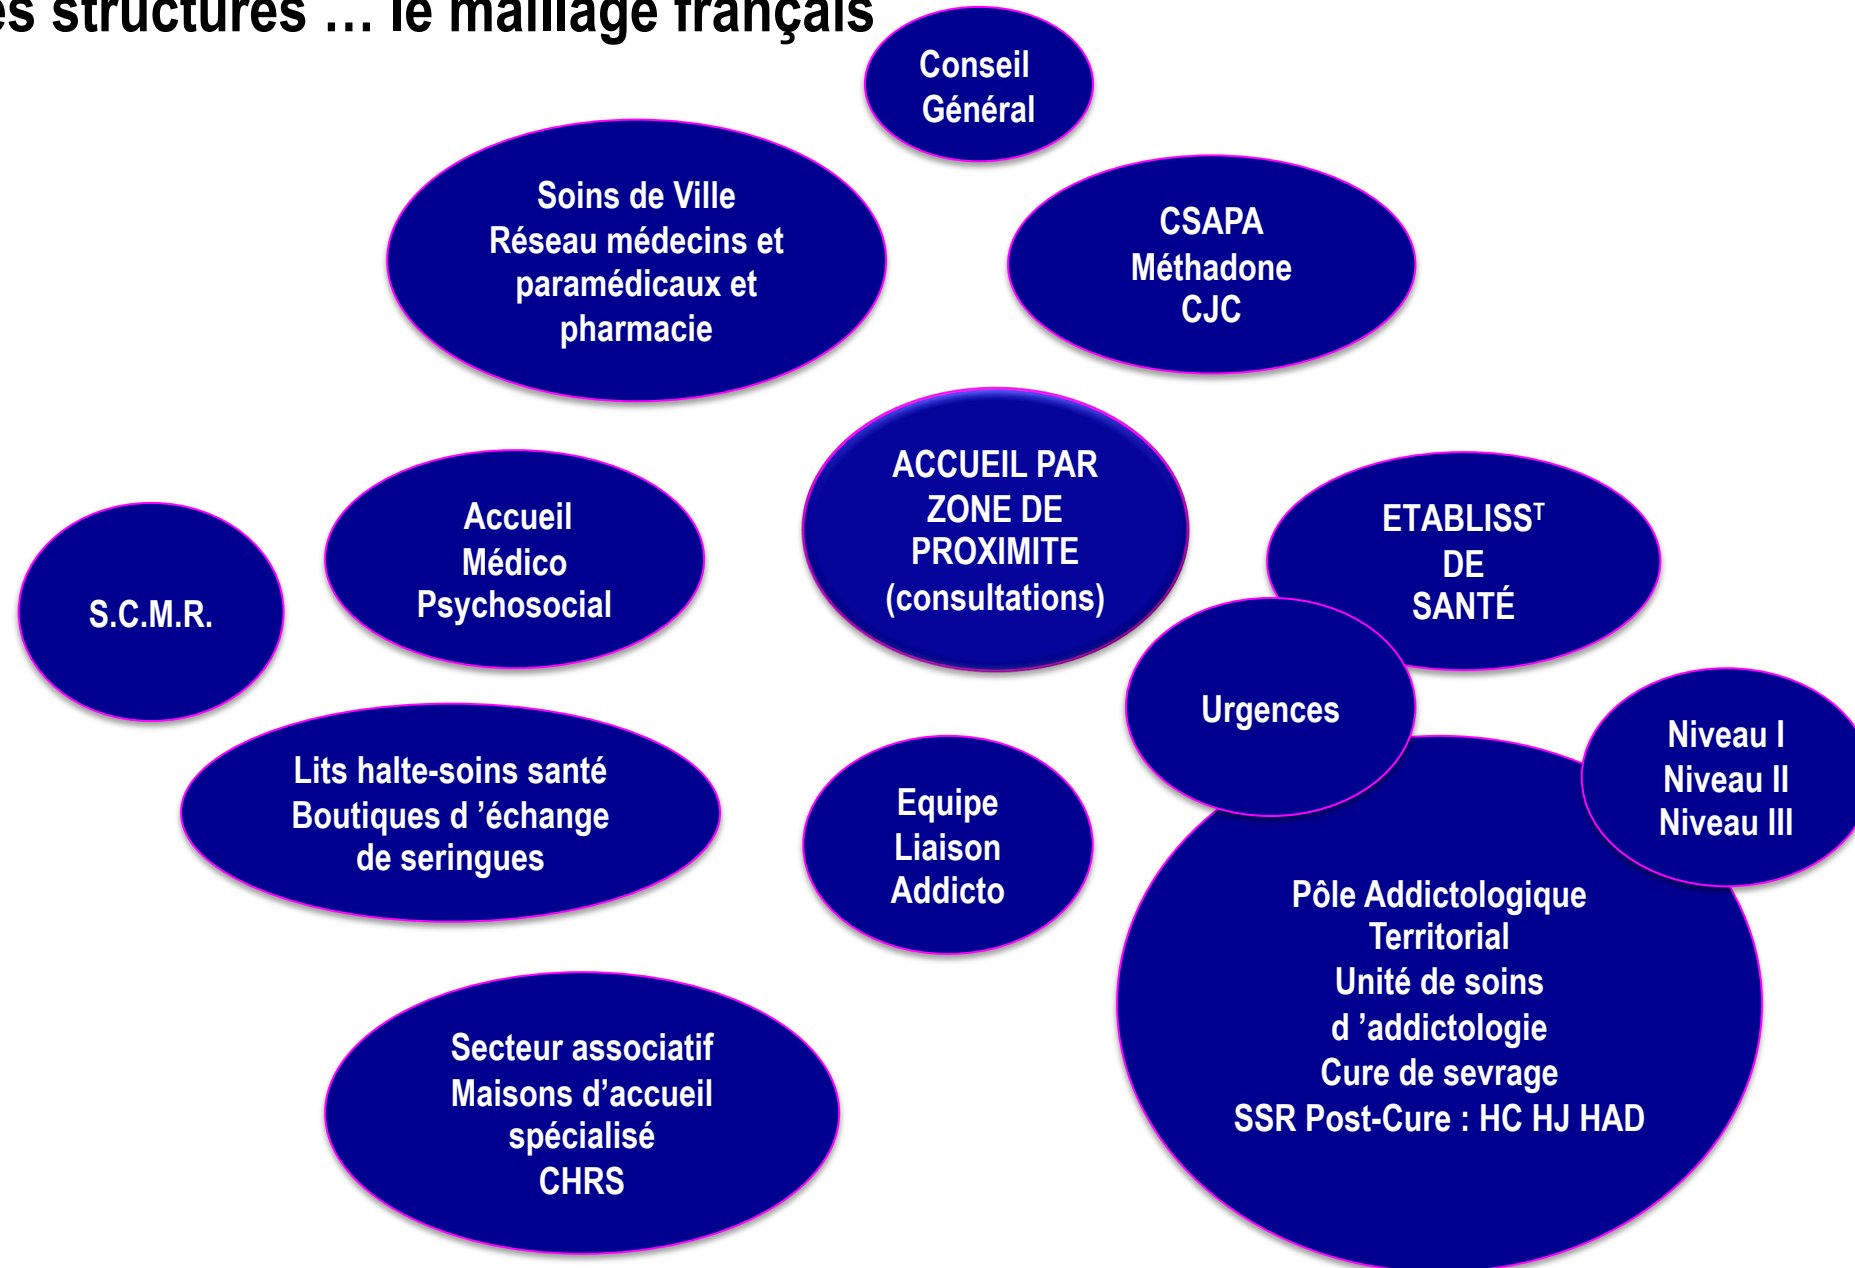 es structures … le maillage français
Conseil
Général
Soins de Ville
Réseau médecins et
paramédicaux et
pharmacie
CSAPA
Méthadone
CJC
ACCUEIL PAR
ZONE DE
PROXIMITE
(consultations)
Accueil
Médico
Psychosocial
ETABLISSᵀ
DE
SANTÉ
S.C.M.R.
Urgences
Niveau I
Niveau II
Niveau III
Lits halte-soins santé
Boutiques d ’échange
de seringues
Equipe
Liaison
Addicto
Pôle Addictologique
Territorial
Unité de soins
d ’addictologie
Cure de sevrage
SSR Post-Cure : HC HJ HAD
Secteur associatif
Maisons d’accueil
spécialisé
CHRS